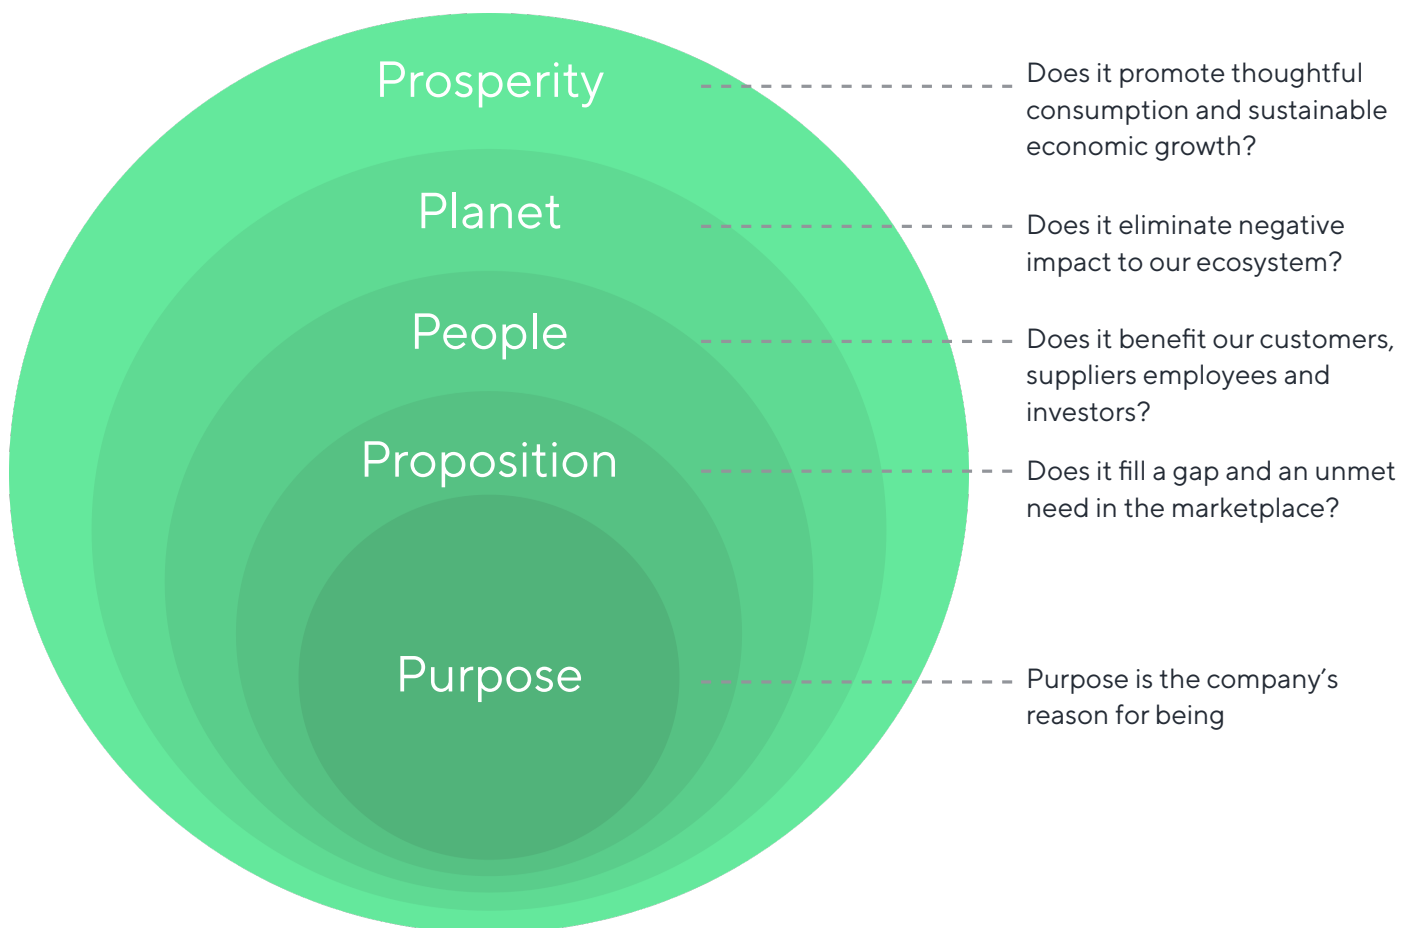 Prosperity
Does it promote thoughtful
consumption and sustainable
economic growth?
Planet
Does it eliminate negative
impact to our ecosystem?
People
Does it benefit our customers,
suppliers employees and
investors?
Proposition
Does it fill a gap and an unmet
need in the marketplace?
Purpose
Purpose is the company’s
reason for being